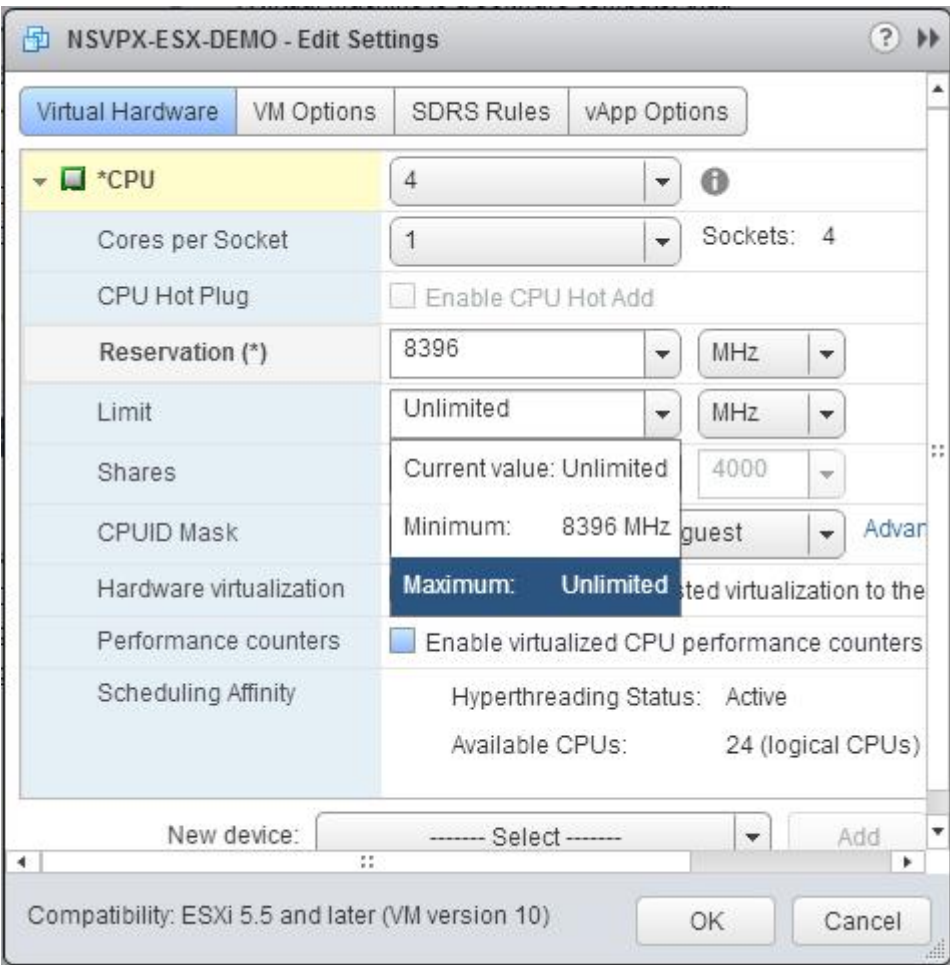 NSVPX-ESX-DEMO - Edit Settings
Virtual Hardware VM Options SDRS Rules vApp Options
*CPU 4
Cores per Socket 1 Sockets: 4
CPU Hot Plug Enable CPU Hot Add
Reservation (*) 8396 MHz
Limit Unlimited MHz
Current value: Unlimited
Shares 4000
Minimum: 8396 MHz
CPUID Mask guest Advan
Maximum: Unlimited
Hardware virtualization sted virtualization to the
Performance counters Enable virtualized CPU performance counters
Scheduling Affinity Hyperthreading Status: Active
Available CPUs: 24 (logical CPUs)
New device: ------- Select ------- Add
Compatibility: ESXi 5.5 and later (VM version 10) OK Cancel